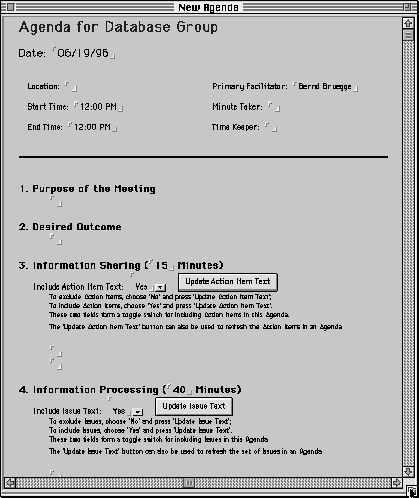 New Agenda
Agenda for Database Group
Date: 06/19/96
Location: Primary Facilitator: Bernd Bruegge
Start Time: 12:00 PM Minute Taker:
End Time: 12:00 PM Time Keeper:
1. Purpose of the Meeting
2. Desired Outcome
3. Information Sharing ( 15 Minutes)
Include Action Item Text: Yes Update Action Item Text
To exclude Action Items, choose 'No' and press 'Update Action Item Text';
To include Action Items, choose 'Yes' and press 'Update Action Item Text'.
These two fields form a toggle switch for including Action Items in this Agenda.
The 'Update Action Item Text' button can also be used to refresh the Action Items in an Agenda
4. Information Processing ( 40 Minutes)
Include Issue Text: Yes Update Issue Text
To exclude Issues, choose 'No' and press 'Update Issue Text';
To include Issues, choose 'Yes' and press 'Update Issue Text'.
These two fields form a toggle switch for including Issues in this Agenda
The 'Update Issue Text' button can also be used to refresh the set of Issues in an Agenda